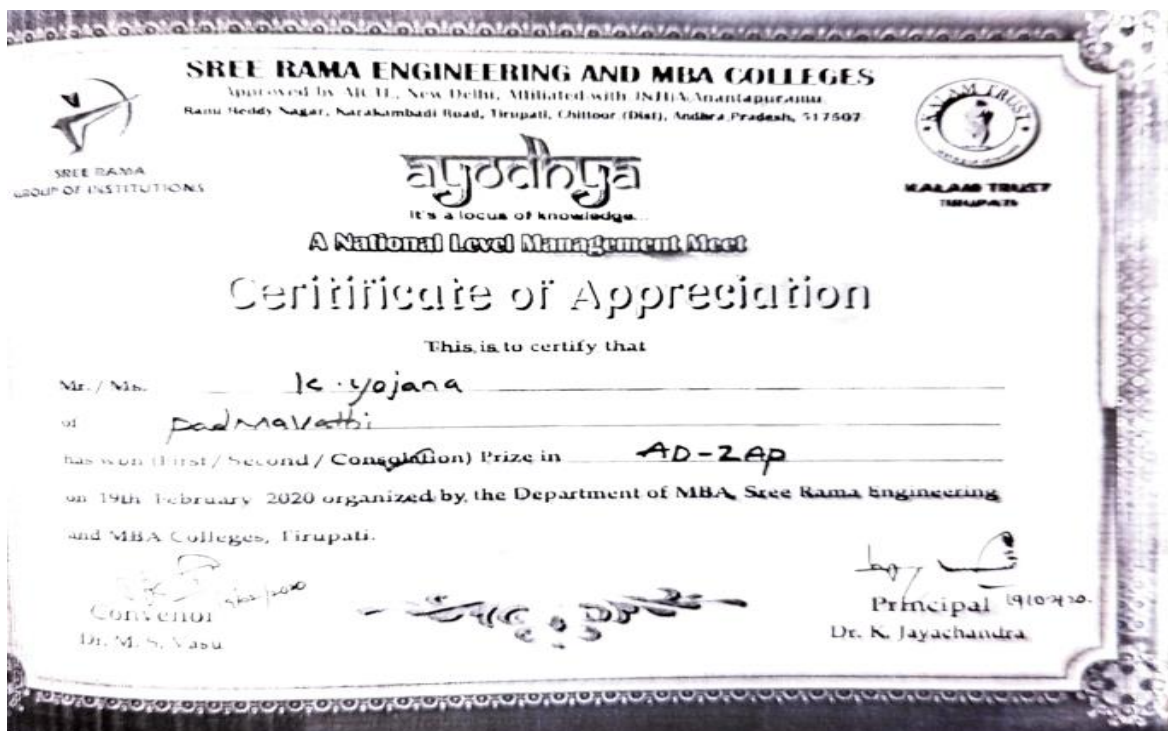 SREE RAMA ENGINEERING AND MBA COLLEGES
Approved by AICTE., New Delhi, Affiliated with JNTUA, Anantapuramu.
Rami Reddy Nagar, Karakambadi Road, Tirupati, Chittoor (Dist), Andhra Pradesh, 517507
SREE RAMA
GROUP OF INSTITUTIONS
KALAM TRUST
KALAM TRUST
TIRUPATI
ayodhya
It's a locus of knowledge...
A National Level Management Meet
Ceritificate of Appreciation
This is to certify that
Mr. / Ms. K. Yojana
of Padmavathi
has won (First / Second / Consolation) Prize in AD-ZAP
on 19th February 2020 organized by, the Department of MBA, Sree Rama Engineering
and MBA Colleges, Tirupati.
Convenor
Dr. M. S. Vasu
Principal
Dr. K. Jayachandra